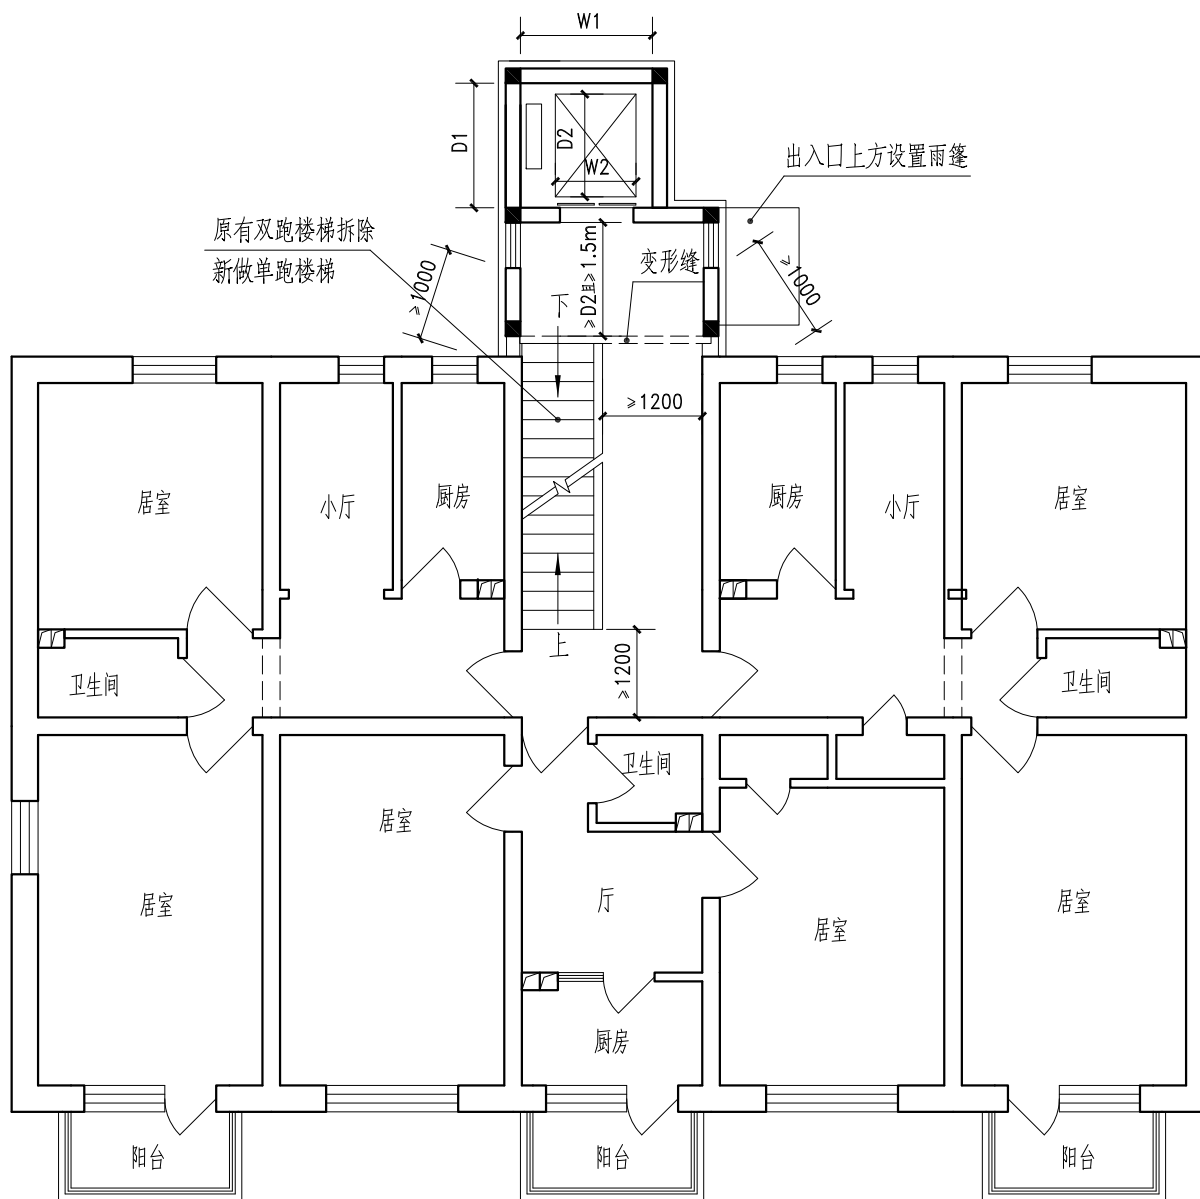 W1
D1
D2
W2
出入口上方设置雨篷
原有双跑楼梯拆除
新做单跑楼梯
≥1000
下
≥D2且≥1.5m
变形缝
≥1000
≥1200
居室
小厅
厨房
厨房
小厅
居室
上
≥1200
卫生间
卫生间
卫生间
居室
居室
厅
居室
居室
厨房
阳台
阳台
阳台